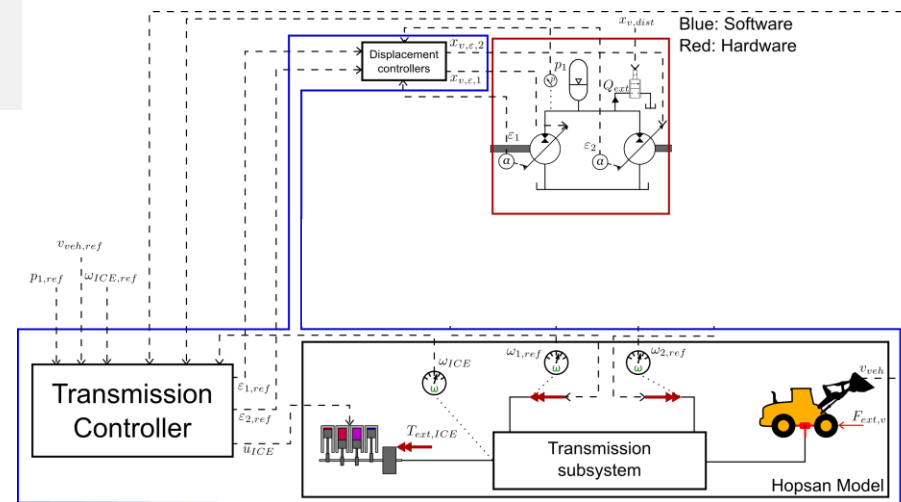 x_{v,dist}
Blue: Software
Red: Hardware
Displacement
controllers
x_{v,ε,2}
x_{v,ε,1}
p_1
Q_{ext}
ε_1
ε_2
α
α
v_{veh,ref}
p_{1,ref}
ω_{ICE,ref}
Transmission
Controller
ε_{1,ref}
ε_{2,ref}
u_{ICE}
ω_{ICE}
ω_{1,ref}
ω_{2,ref}
ω
ω
ω
v_{veh}
F_{ext,v}
T_{ext,ICE}
Transmission
subsystem
Hopsan Model